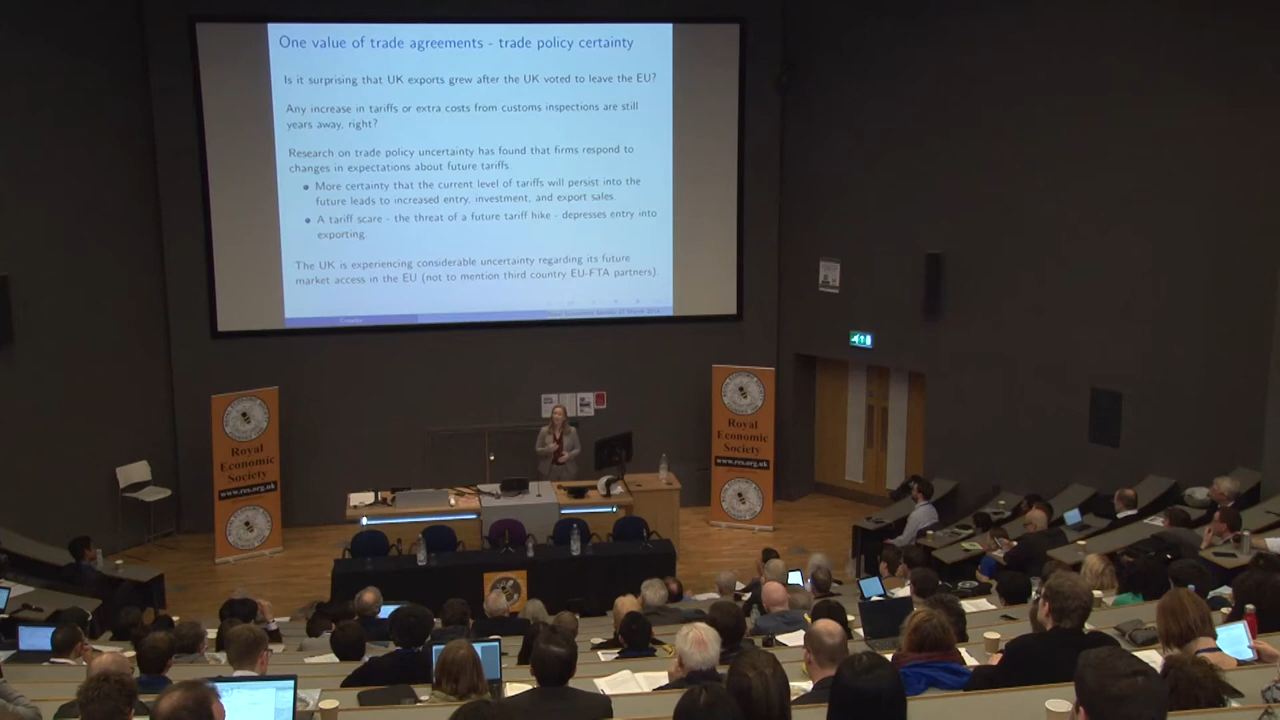 One value of trade agreements - trade policy certainty
Is it surprising that UK exports grew after the UK voted to leave the EU?
Any increase in tariffs or extra costs from customs inspections are still
years away, right?
Research on trade policy uncertainty has found that firms respond to
changes in expectations about future tariffs
More certainty that the current level of tariffs will persist into the
future leads to increased entry, investment, and export sales.
A tariff scare - the threat of a future tariff hike - depresses entry into
exporting.
The UK is experiencing considerable uncertainty regarding its future
market access in the EU (not to mention third country EU-FTA partners).
Royal
Economic
Society
www.res.org.uk
Royal
Economic
Society
www.res.org.uk